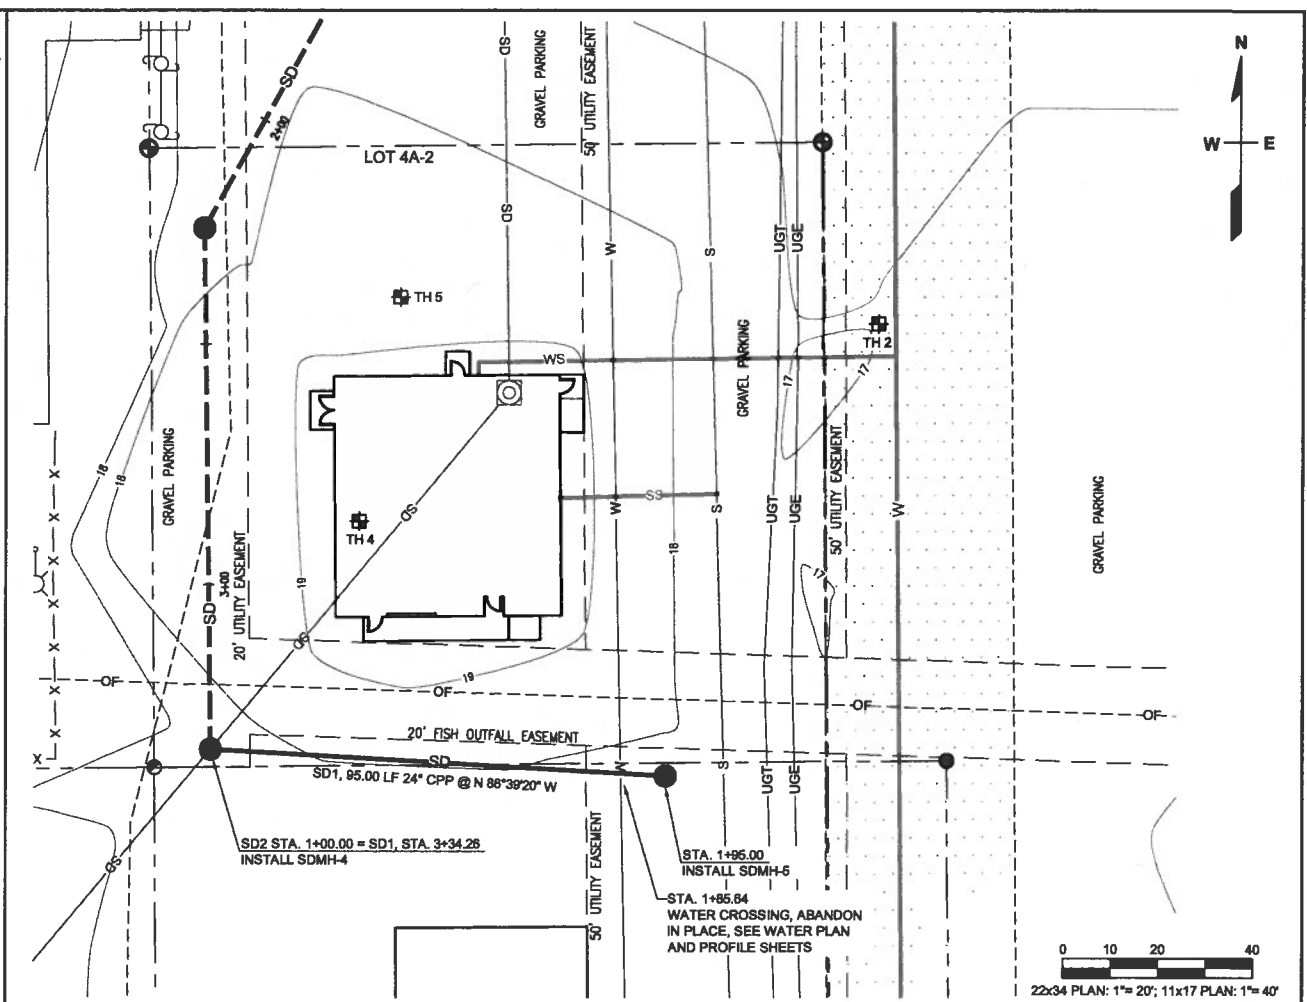 N
W E
SD
2+00
SD
GRAVEL PARKING
50' UTILITY EASEMENT
LOT 4A-2
SD
W
S
UGT
UGE
TH 5
TH 2
WS
17
17
GRAVEL PARKING
GRAVEL PARKING
18
18
SS
W
S
UGT
UGE
50' UTILITY EASEMENT
W
GRAVEL PARKING
SD
TH 4
18
19
17
3+00
SD
20' UTILITY EASEMENT
SD
19
OF
OF
OF
OF
20' FISH OUTFALL EASEMENT
SD
SD1, 95.00 LF 24" CPP @ N 86°39'20" W
W
S
UGT
UGE
X
X
X
X
X
X
X
X
SD
SD2 STA. 1+00.00 = SD1, STA. 3+34.26
INSTALL SDMH-4
50' UTILITY EASEMENT
STA. 1+95.00
INSTALL SDMH-5
STA. 1+85.64
WATER CROSSING, ABANDON
IN PLACE, SEE WATER PLAN
AND PROFILE SHEETS
0 10 20 40
22x34 PLAN: 1"= 20'; 11x17 PLAN: 1"= 40'